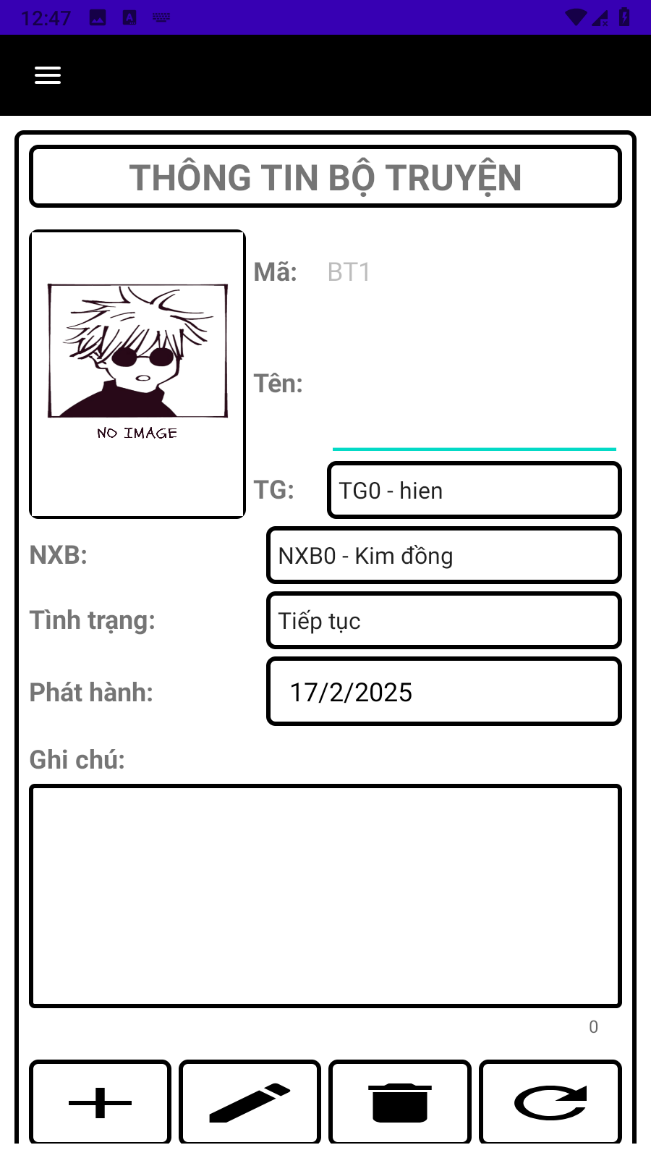 12:47
THÔNG TIN BỘ TRUYỆN
NO IMAGE
Mã: BT1
Tên:
TG: TG0 - hien
NXB: NXB0 - Kim đồng
Tình trạng: Tiếp tục
Phát hành: 17/2/2025
Ghi chú:
0